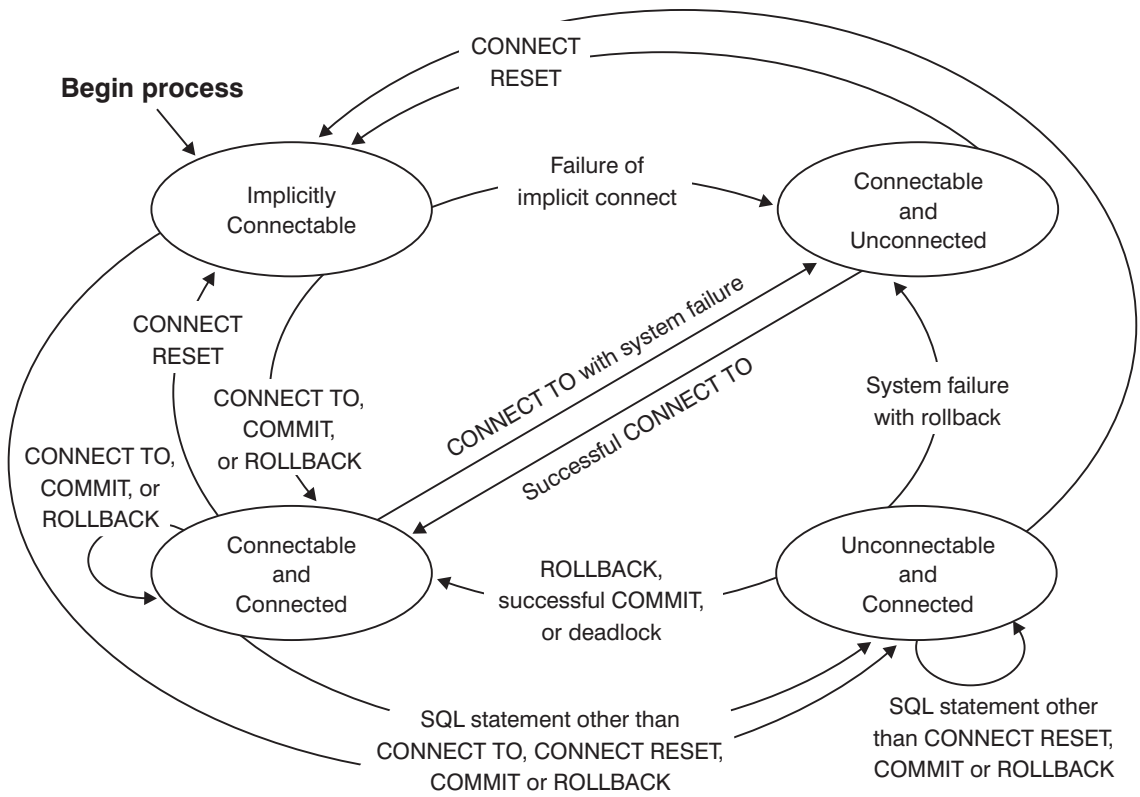 CONNECT
RESET
Begin process
Implicitly
Connectable
Failure of
implicit connect
Connectable
and
Unconnected
CONNECT
RESET
CONNECT TO,
COMMIT,
or ROLLBACK
CONNECT TO with system failure
Successful CONNECT TO
System failure
with rollback
CONNECT TO,
COMMIT, or
ROLLBACK
Connectable
and
Connected
ROLLBACK,
successful COMMIT,
or deadlock
Unconnectable
and
Connected
SQL statement other than
CONNECT TO, CONNECT RESET,
COMMIT or ROLLBACK
SQL statement other
than CONNECT RESET,
COMMIT or ROLLBACK